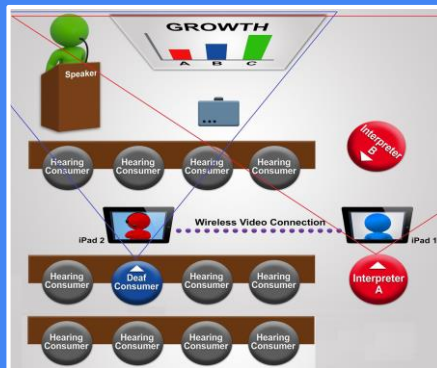 GROWTH
A B C
Speaker
Hearing Consumer
Hearing Consumer
Hearing Consumer
Hearing Consumer
Interpreter B
Wireless Video Connection
iPad 2
iPad 1
Hearing Consumer
Deaf Consumer
Hearing Consumer
Hearing Consumer
Interpreter A
Hearing Consumer
Hearing Consumer
Hearing Consumer
Hearing Consumer